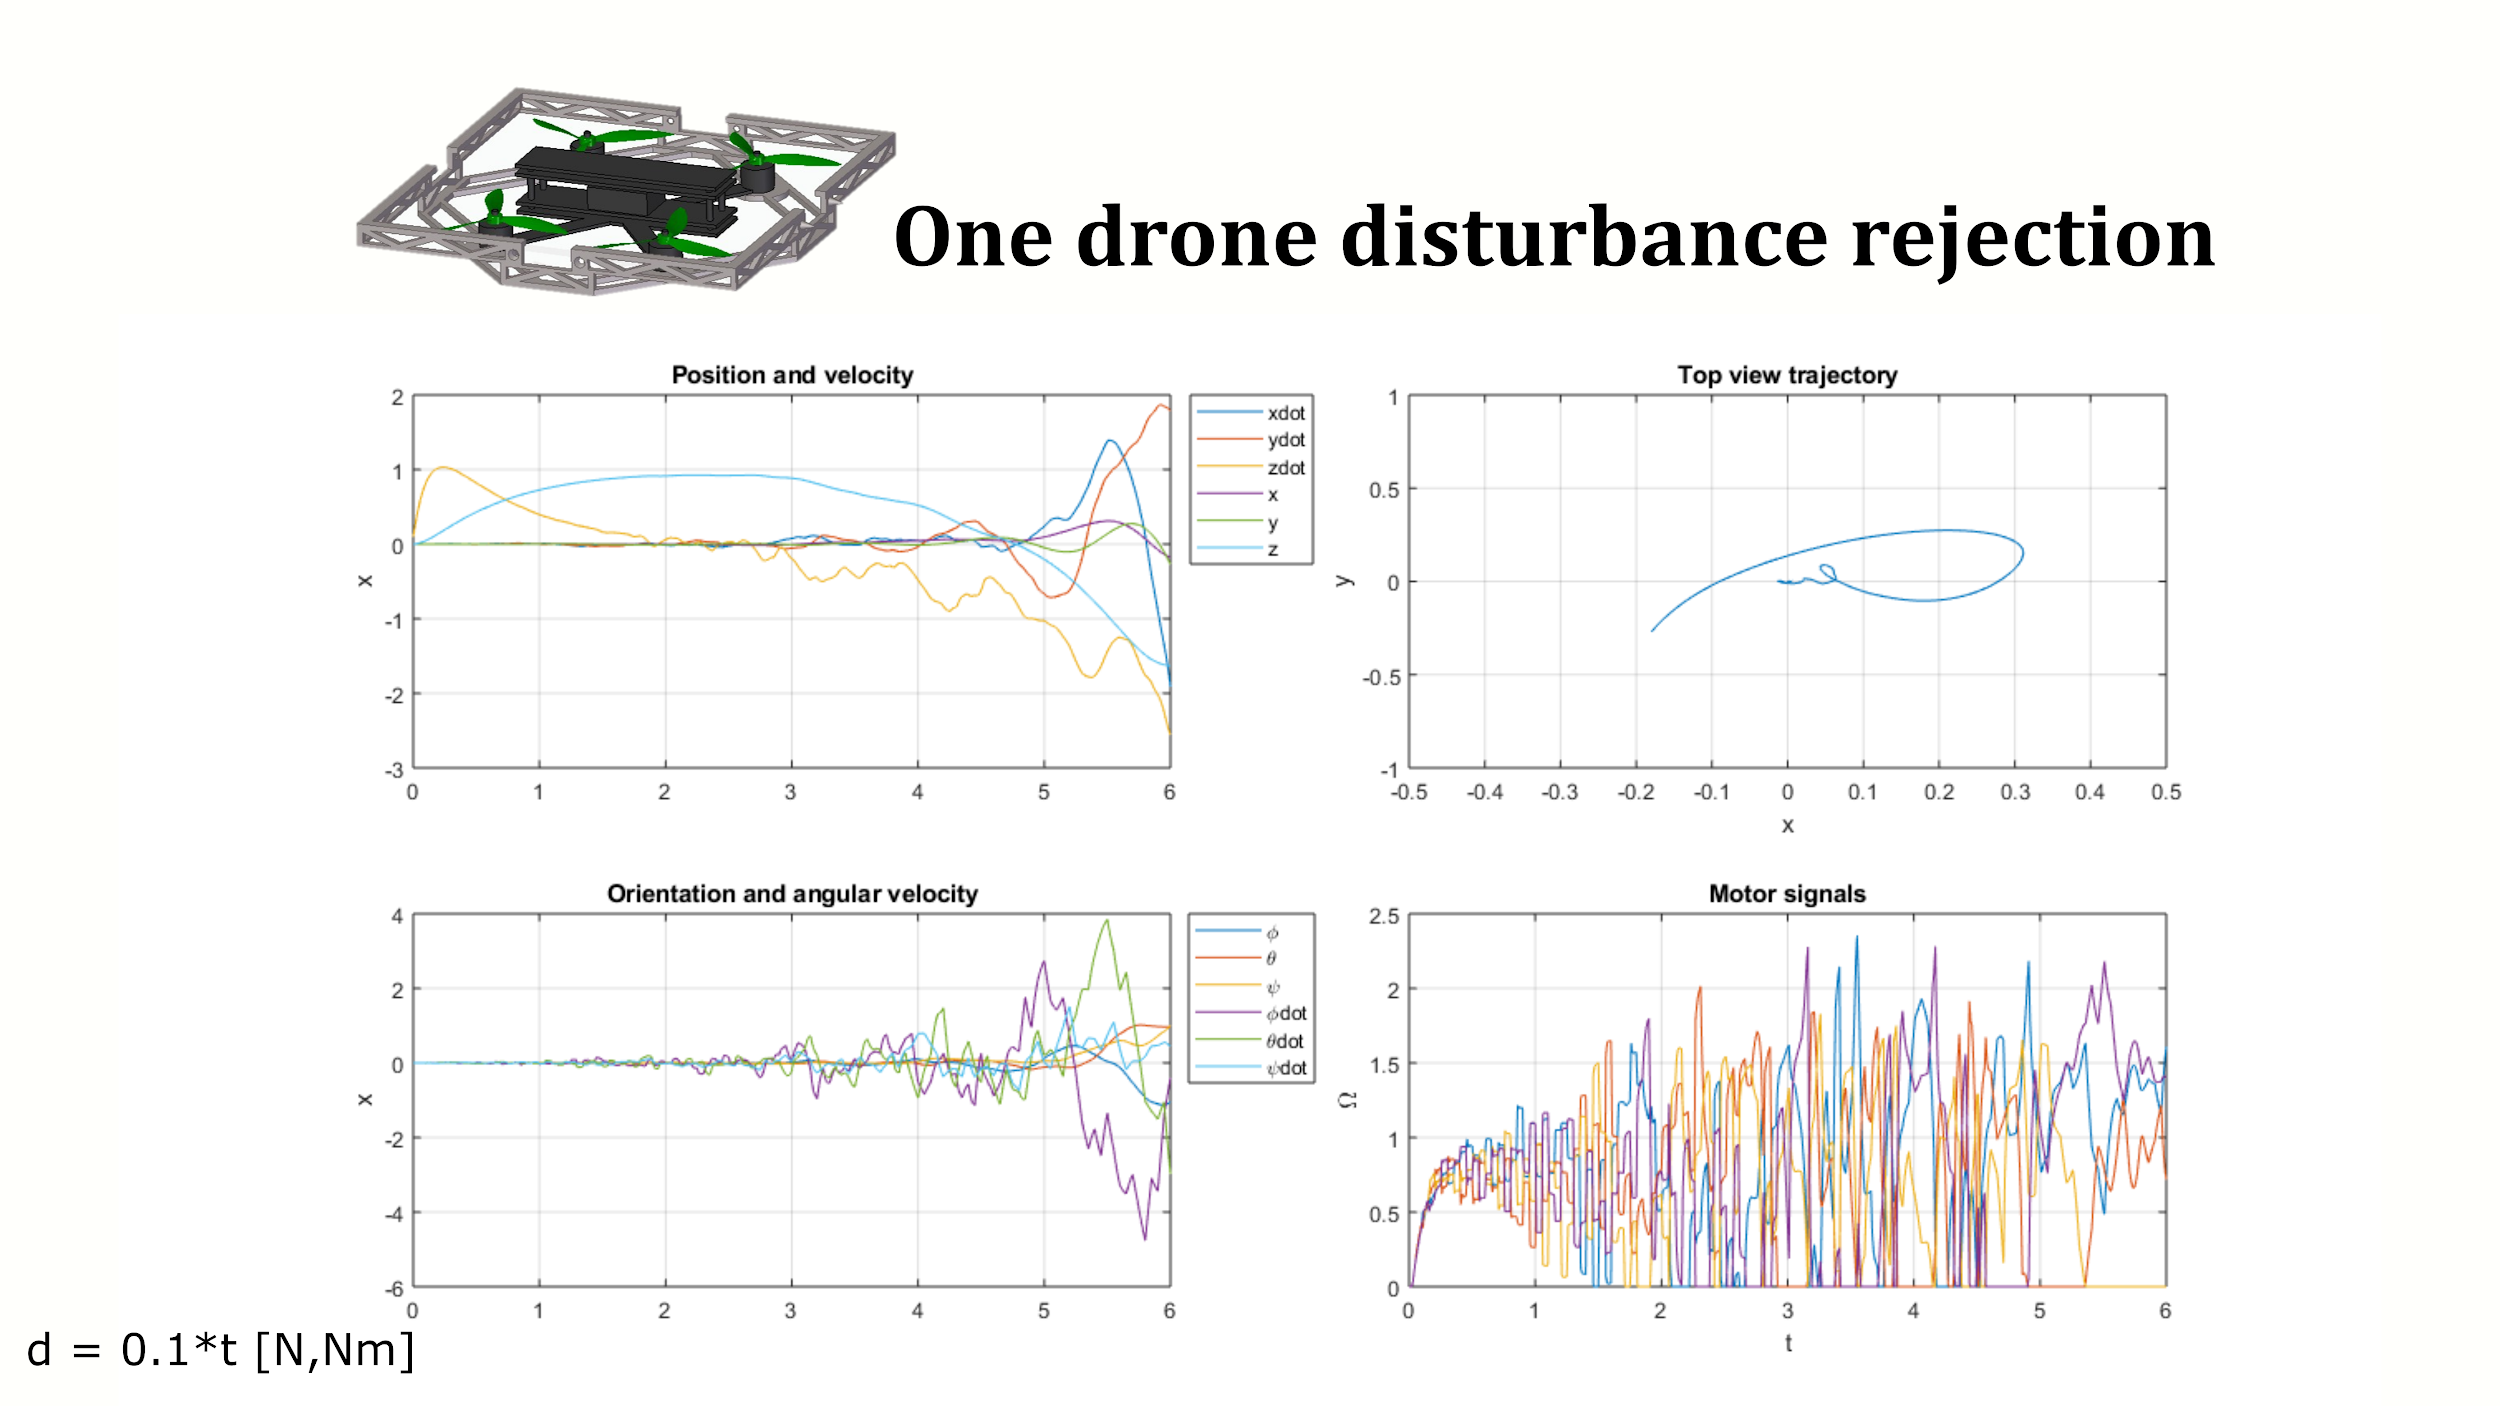 One drone disturbance rejection
Position and velocity
2
1
0
-1
-2
-3
x
0 1 2 3 4 5 6
xdot
ydot
zdot
x
y
z
Top view trajectory
1
0.5
0
-0.5
-1
y
-0.5 -0.4 -0.3 -0.2 -0.1 0 0.1 0.2 0.3 0.4 0.5
x
Orientation and angular velocity
4
2
0
-2
-4
-6
x
0 1 2 3 4 5 6
ϕ
θ
ψ
ϕdot
θdot
ψdot
Motor signals
2.5
2
1.5
1
0.5
0
Ω
0 1 2 3 4 5 6
t
d = 0.1*t [N,Nm]